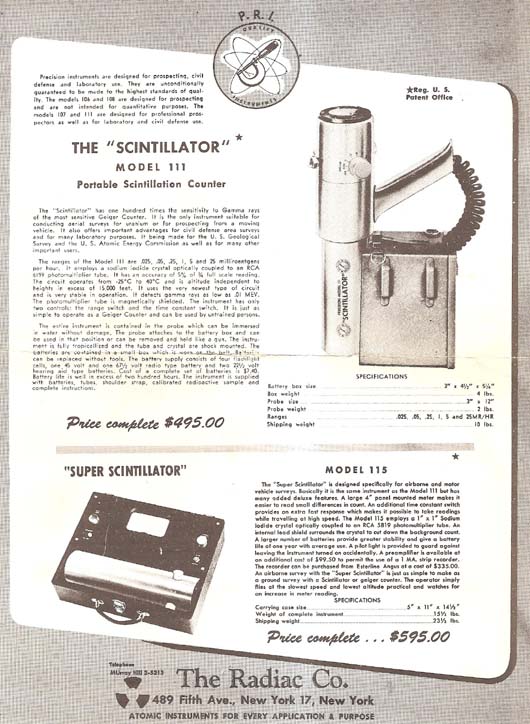 P. R. I.
QUALITY
Instruments
Precision instruments are designed for prospecting, civil
defense and laboratory use. They are unconditionally
guaranteed to be made to the highest standards of qual-
ity. The models 106 and 108 are designed for prospecting
and are not intended for quantitative purposes. The
models 107 and 111 are designed for professional pros-
pectors as well as for laboratory and civil defense use.
★Reg. U. S.
Patent Office
THE "SCINTILLATOR" ★
MODEL 111
Portable Scintillation Counter
The "Scintillator" has one hundred times the sensitivity to Gamma rays
of the most sensitive Geiger Counter. It is the only instrument suitable for
conducting aerial surveys for uranium or for prospecting from a moving
vehicle. It also offers important advantages for civil defense area surveys
and for many laboratory purposes. It being made for the U. S. Geological
Survey and the U. S. Atomic Energy Commission as well as for many other
important users.
The ranges of the Model 111 are .025, .05, .25, 1, 5 and 25 milliroentgens
per hour. It employs a sodium iodide crystal optically coupled to an RCA
6199 photomultiplier tube. It has an accuracy of 5% of ¾ full scale reading.
The circuit operates from -25°C to 40°C and is altitude independent to
heights in excess of 15,000 feet. It uses the very newest type of circuit
and is very stable in operation. It detects gamma rays as low as .01 MEV.
The photomultiplier tube is magnetically shielded. The instrument has only
two controls: the range switch and the time constant switch. It is just as
simple to operate as a Geiger Counter and can be used by untrained persons.
The entire instrument is contained in the probe which can be immersed
in water without damage. The probe attaches to the battery box and can
be used in that position or can be removed and held like a gun. The instru-
ment is fully tropicalized and the tube and crystal are shock mounted. The
batteries are contained in a small box which is worn on the belt. Batteries
can be replaced without tools. The battery supply consists of four flashlight
cells, one 45 volt and one 67½ volt radio type battery and two 22½ volt
hearing aid type batteries. Cost of a complete set of batteries is $7.40.
Battery life is well in excess of two hundred hours. The instrument is supplied
with batteries, tubes, shoulder strap, calibrated radioactive sample and
complete instructions.
Price complete $495.00
"SCINTILLATOR"
SPECIFICATIONS
Battery box size 3" x 4½" x 5¼"
Box weight 4 lbs.
Probe size 3" x 12"
Probe weight 2 lbs.
Ranges .025, .05, .25, 1, 5 and 25MR/HR
Shipping weight 10 lbs.
"SUPER SCINTILLATOR"
★
MODEL 115
The "Super Scintillator" is designed specifically for airborne and motor
vehicle surveys. Basically it is the same instrument as the Model 111 but has
many added deluxe features. A large 4" panel mounted meter makes it
easier to read small differences in count. An additional time constant switch
provides an extra fast response which makes it possible to take readings
while travelling at high speed. The Model 115 employs a 1" x 1" Sodium
iodide crystal optically coupled to an RCA 5819 photomultiplier tube. An
internal lead shield surrounds the crystal to cut down the background count.
A larger number of batteries provide greater stability and give a battery
life of one year with average use. A pilot light is provided to guard against
leaving the instrument turned on accidentally. A preamplifier is available at
an additional cost of $99.50 to permit the use of a 1 MA. strip recorder.
The recorder can be purchased from Esterline Angus at a cost of $335.00.
An airborne survey with the "Super Scintillator" is just as simple to make as
a ground survey with a Scintillator or geiger counter. The operator simply
flies at the slowest speed and lowest altitude practical and watches for
an increase in meter reading.
SPECIFICATIONS
Carrying case size 5" x 11" x 14½"
Weight of complete instrument 15½ lbs.
Shipping weight 23½ lbs.
Price complete . . . $595.00
Telephone
MUrray Hill 2-5213
The Radiac Co.
489 Fifth Ave., New York 17, New York
ATOMIC INSTRUMENTS FOR EVERY APPLICATION & PURPOSE